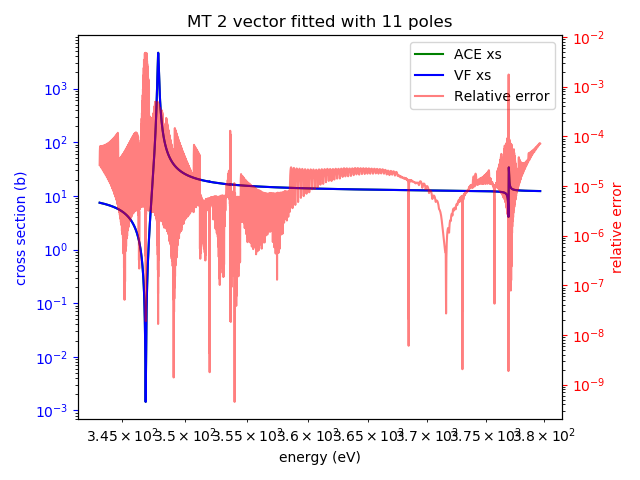 MT 2 vector fitted with 11 poles
ACE xs
VF xs
Relative error
cross section (b)
10³
10²
10¹
10⁰
10⁻¹
10⁻²
10⁻³
10⁻²
10⁻³
10⁻⁴
10⁻⁵
10⁻⁶
10⁻⁷
10⁻⁸
10⁻⁹
relative error
3.45 × 10² 3.5 × 10² 3.55 × 10² 3.6 × 10² 3.65 × 10² 3.7 × 10² 3.75 × 10² 3.8 × 10²
energy (eV)